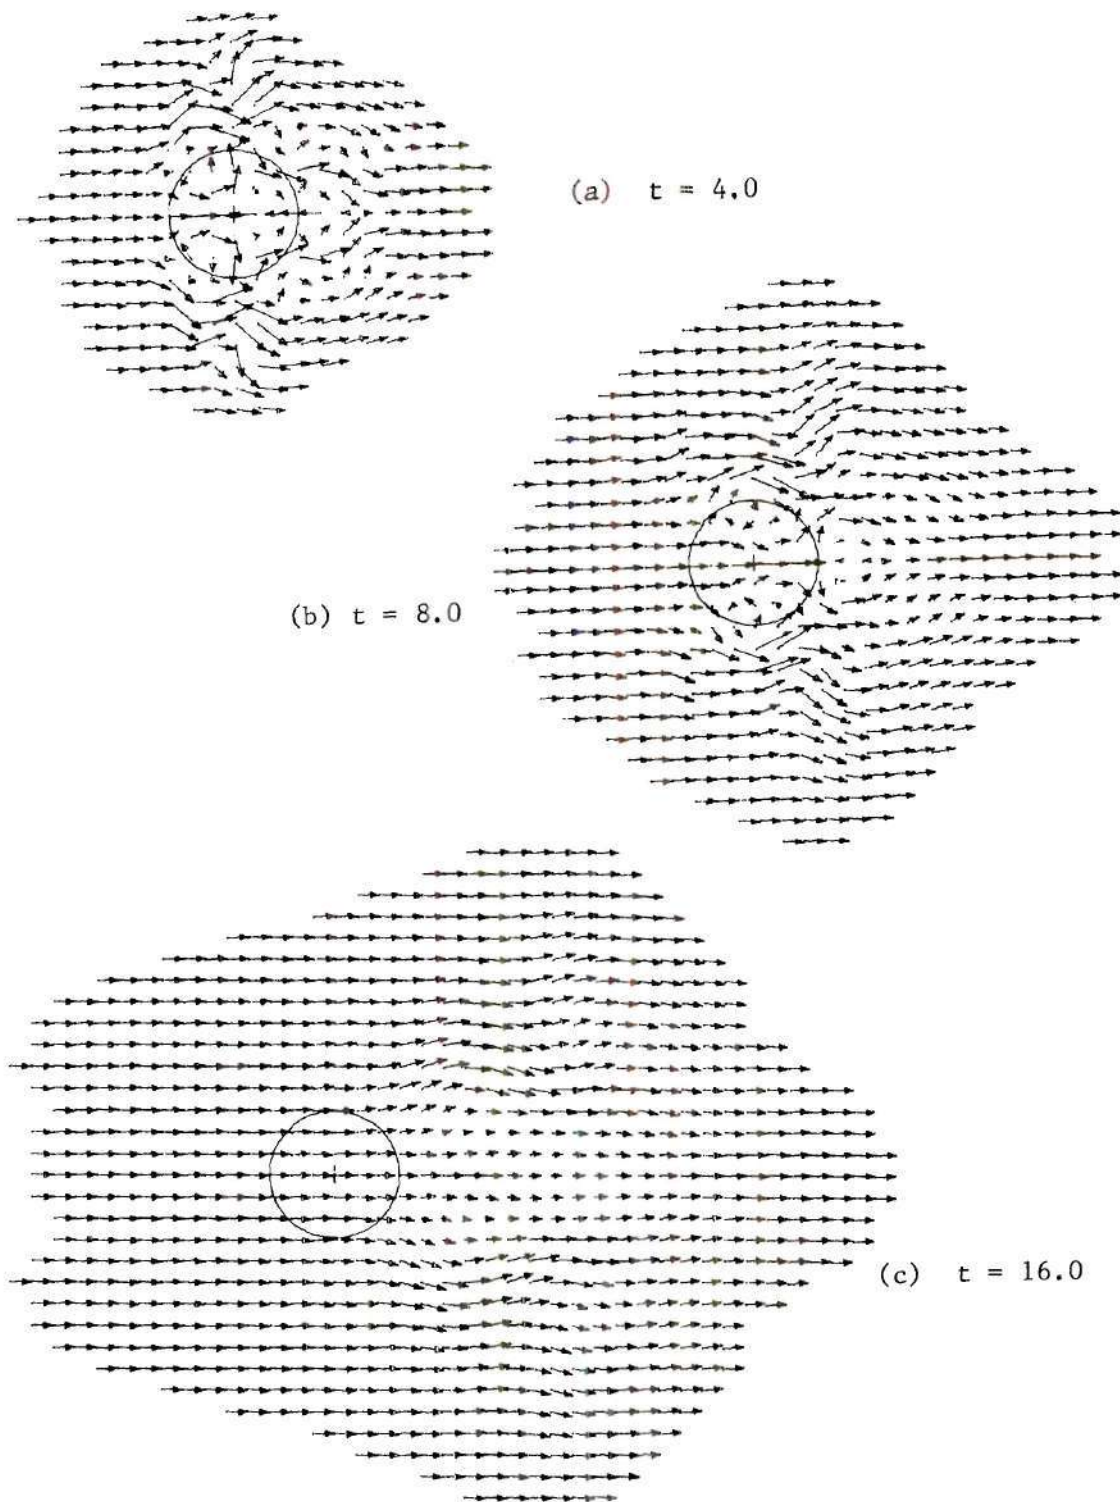 (a) t = 4.0
(b) t = 8.0
(c) t = 16.0